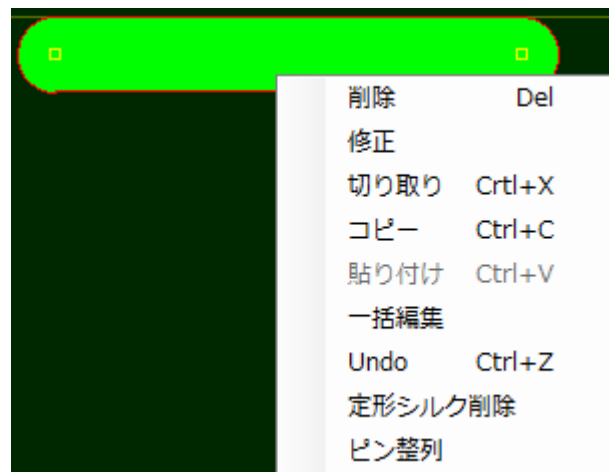 削除 Del
修正
切り取り Crtl+X
コピー Ctrl+C
貼り付け Ctrl+V
一括編集
Undo Ctrl+Z
定形シルク削除
ピン整列